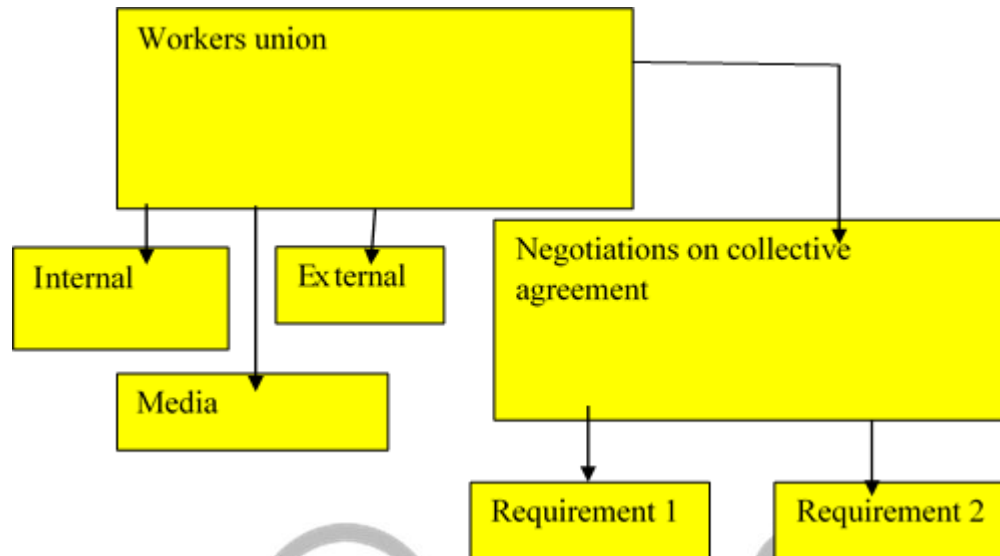 Workers union
Internal
External
Media
Negotiations on collective
agreement
Requirement 1
Requirement 2